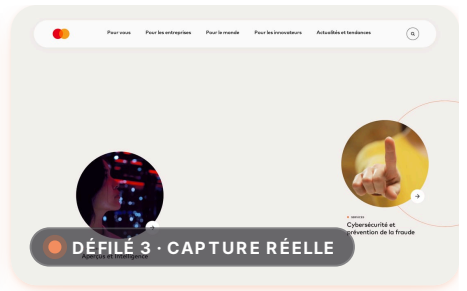 Pour vous Pour les entreprises Pour le monde Pour les innovateurs Actualités et tendances
SERVICES
Cybersécurité et
prévention de la fraude
DÉFILÉ 3 · CAPTURE RÉELLE
Aperçus et Intelligence